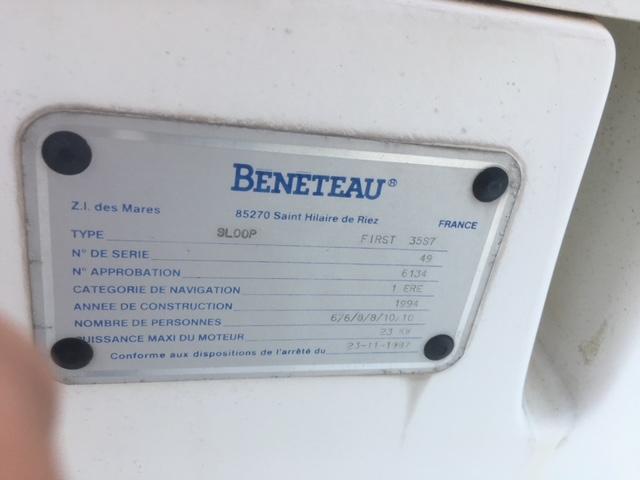 BENETEAU®
Z.I. des Mares 85270 Saint Hilaire de Riez FRANCE
TYPE SLOOP FIRST 35S7
N° DE SERIE 49
N° APPROBATION 6134
CATEGORIE DE NAVIGATION 1 ERE
ANNEE DE CONSTRUCTION 1994
NOMBRE DE PERSONNES 6/6/8/8/10/10
PUISSANCE MAXI DU MOTEUR 23 KW
Conforme aux dispositions de l'arrêté du 23-11-1987